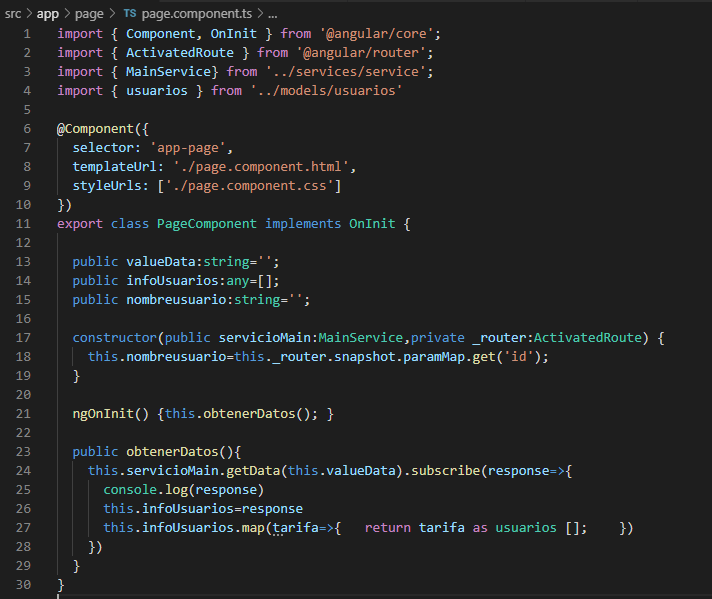 src > app > page > TS page.component.ts > ...
1 import { Component, OnInit } from '@angular/core';
2 import { ActivatedRoute } from '@angular/router';
3 import { MainService} from '../services/service';
4 import { usuarios } from '../models/usuarios'
5
6 @Component({
7   selector: 'app-page',
8   templateUrl: './page.component.html',
9   styleUrls: ['./page.component.css']
10 })
11 export class PageComponent implements OnInit {
12
13   public valueData:string='';
14   public infoUsuarios:any=[];
15   public nombreusuario:string='';
16
17   constructor(public servicioMain:MainService,private _router:ActivatedRoute) {
18     this.nombreusuario=this._router.snapshot.paramMap.get('id');
19   }
20
21   ngOnInit() {this.obtenerDatos(); }
22
23   public obtenerDatos(){
24     this.servicioMain.getData(this.valueData).subscribe(response=>{
25       console.log(response)
26       this.infoUsuarios=response
27       this.infoUsuarios.map(tarifa=>{   return tarifa as usuarios [];    })
28     })
29   }
30 }